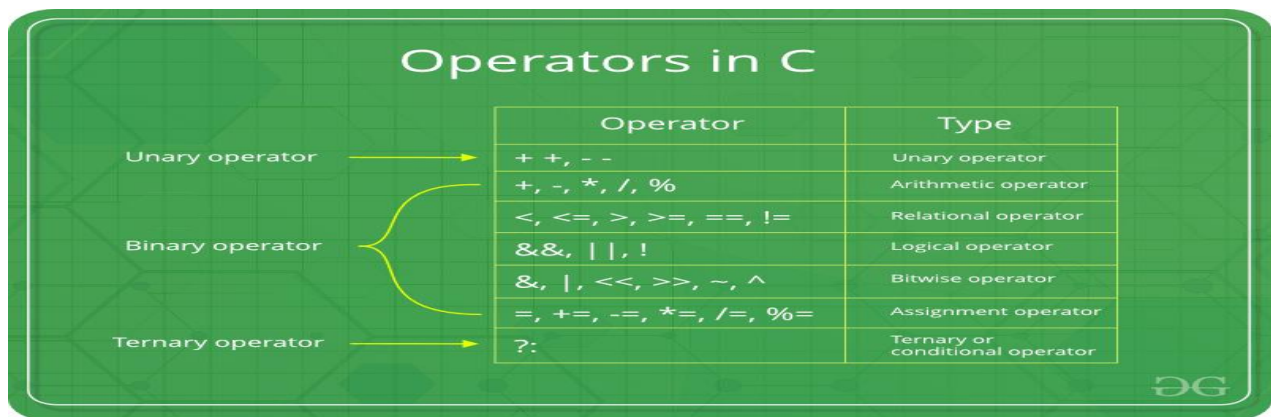 Operators in C
Operator Type
Unary operator + +, - - Unary operator
+, -, *, /, % Arithmetic operator
<, <=, >, >=, ==, != Relational operator
Binary operator &&, ||, ! Logical operator
&, |, <<, >>, ~, ^ Bitwise operator
=, +=, -=, *=, /=, %= Assignment operator
Ternary operator ?: Ternary or
conditional operator